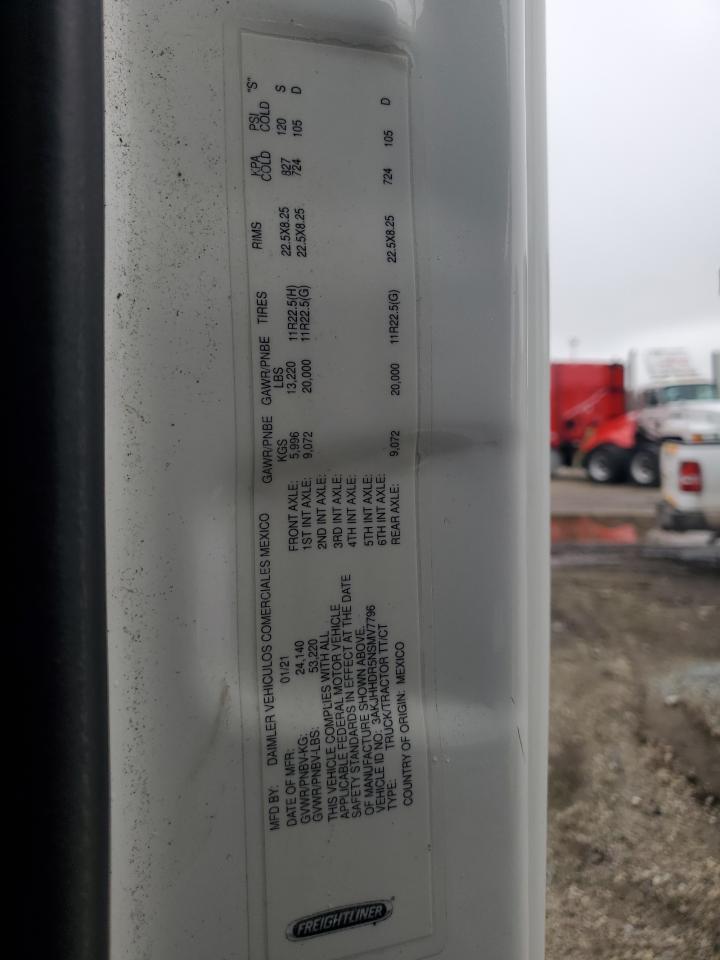 FREIGHTLINER
MFD BY: DAIMLER VEHICULOS COMERCIALES MEXICO
DATE OF MFR: 01/21
GVWR/PNBV-KG: 24,140
GVWR/PNBV-LBS: 53,220
THIS VEHICLE COMPLIES WITH ALL
APPLICABLE FEDERAL MOTOR VEHICLE
SAFETY STANDARDS IN EFFECT AT THE DATE
OF MANUFACTURE SHOWN ABOVE.
VEHICLE ID NO: 3AKJHHDR5NSMV7796
TYPE: TRUCK/TRACTOR TT/CT
COUNTRY OF ORIGIN: MEXICO
GAWR/PNBE GAWR/PNBE TIRES RIMS KPA PSI "S"
KGS LBS COLD COLD
FRONT AXLE: 5,996 13,220 11R22.5(H) 22.5X8.25 827 120 S
1ST INT AXLE: 9,072 20,000 11R22.5(G) 22.5X8.25 724 105 D
2ND INT AXLE:
3RD INT AXLE:
4TH INT AXLE:
5TH INT AXLE:
6TH INT AXLE:
REAR AXLE: 9,072 20,000 11R22.5(G) 22.5X8.25 724 105 D